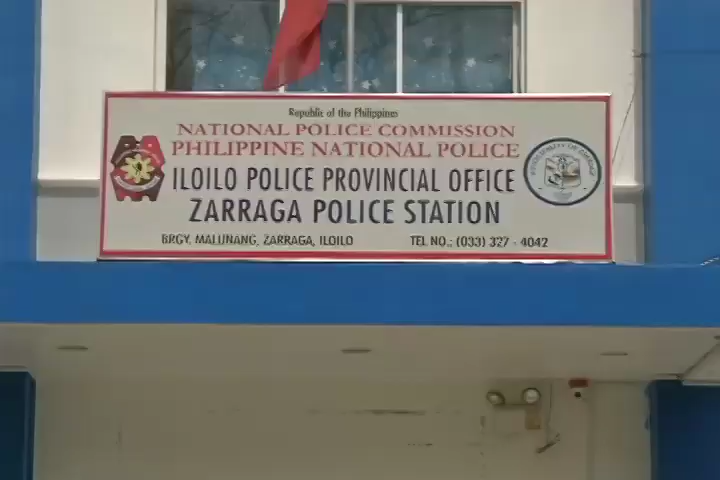 Republic of the Philippines
NATIONAL POLICE COMMISSION
PHILIPPINE NATIONAL POLICE
ILOILO POLICE PROVINCIAL OFFICE
ZARRAGA POLICE STATION
BRGY. MALUNANG, ZARRAGA, ILOILO TEL NO.: (033) 327 - 4042